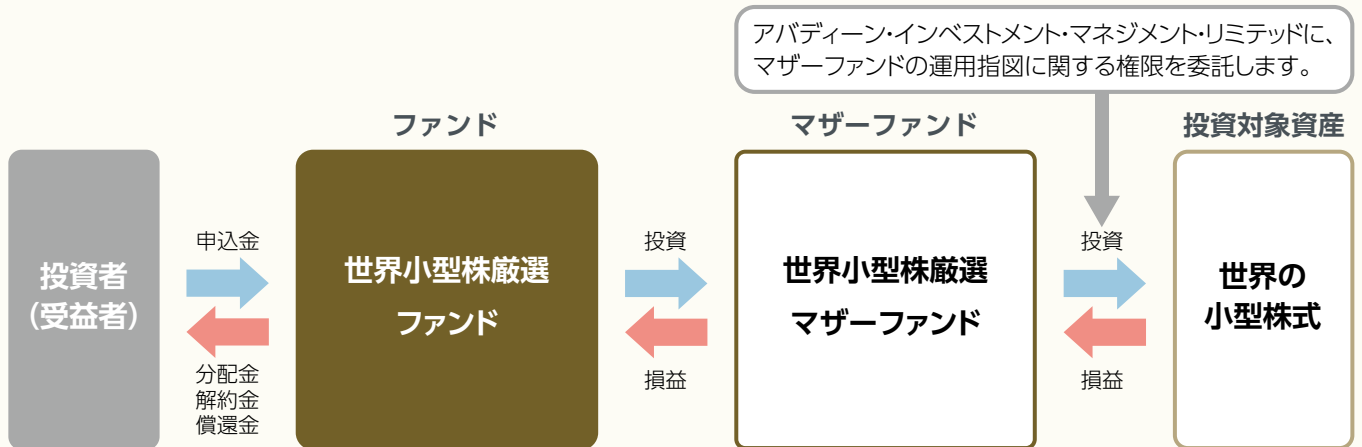 アバディーン・インベストメント・マネジメント・リミテッドに、
マザーファンドの運用指図に関する権限を委託します。
ファンド
マザーファンド
投資対象資産
投資者
（受益者）
申込金
分配金
解約金
償還金
世界小型株厳選
ファンド
投資
損益
世界小型株厳選
マザーファンド
投資
損益
世界の
小型株式